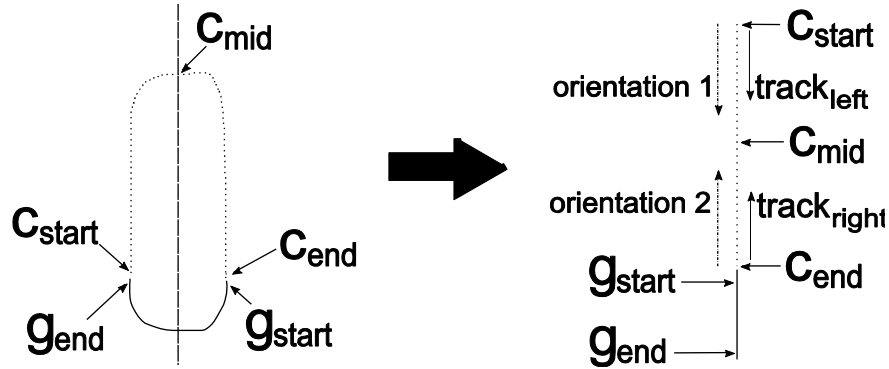 c_mid
c_start
c_end
g_end
g_start
c_start
orientation 1
track_left
c_mid
orientation 2
track_right
g_start
c_end
g_end